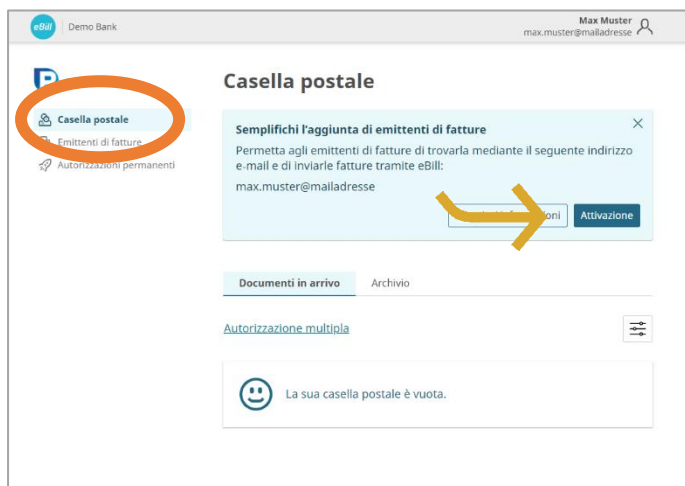 eBill Demo Bank
Max Muster
max.muster@mailadresse
Casella postale
Casella postale
Emittenti di fatture
Autorizzazioni permanenti
Semplifichi l'aggiunta di emittenti di fatture
Permetta agli emittenti di fatture di trovarla mediante il seguente indirizzo
e-mail e di inviarle fatture tramite eBill:
max.muster@mailadresse
Attivazione
Documenti in arrivo Archivio
Autorizzazione multipla
La sua casella postale è vuota.